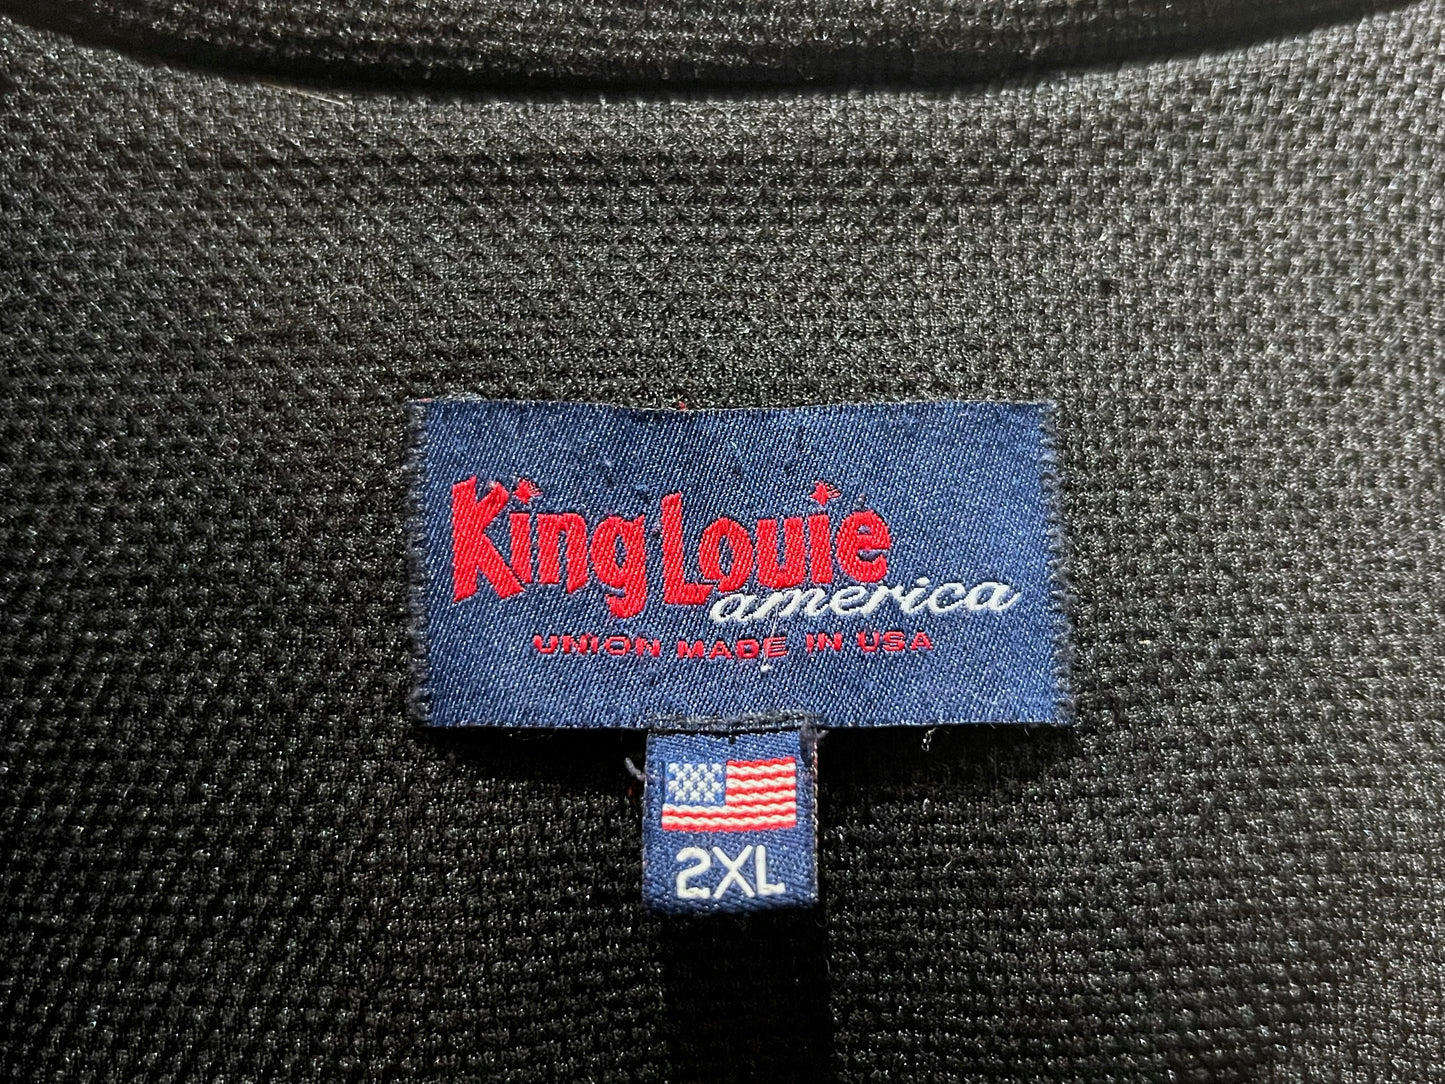 King Louie
america
UNION MADE IN USA
2XL